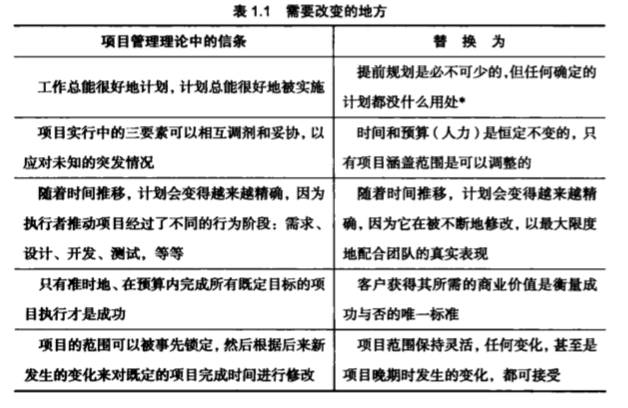 表 1.1 需要改变的地方
项目管理理论中的信条
替 换 为
工作总能很好地计划，计划总能很好地被实施
提前规划是必不可少的，但任何确定的
计划都没什么用处*
项目实行中的三要素可以相互调剂和妥协，以
应对未知的突发情况
时间和预算（人力）是恒定不变的，只
有项目涵盖范围是可以调整的
随着时间推移，计划会变得越来越精确，因为
执行者推动项目经过了不同的行为阶段：需求、
设计、开发、测试，等等
随着时间推移，计划会变得越来越精
确，因为它在被不断地修改，以最大限度
地配合团队的真实表现
只有准时地、在预算内完成所有既定目标的项
目执行才是成功
客户获得其所需的商业价值是衡量成
功与否的唯一标准
项目的范围可以被事先锁定，然后根据后来新
发生的变化来对既定的项目完成时间进行修改
项目范围保持灵活，任何变化，甚至是
项目晚期时发生的变化，都可接受